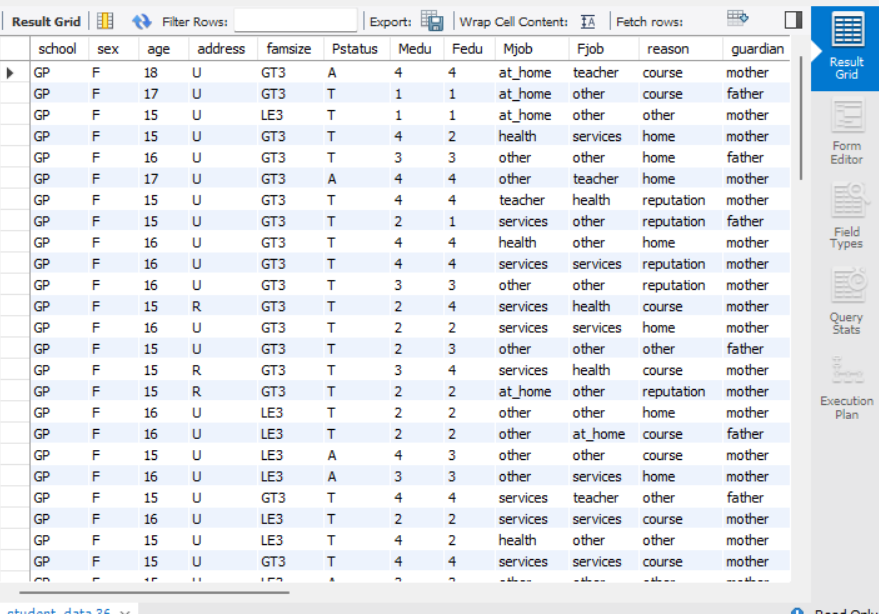 Result Grid Filter Rows: Export: Wrap Cell Content: Fetch rows:
school sex age address famsize Pstatus Medu Fedu Mjob Fjob reason guardian
GP F 18 U GT3 A 4 4 at_home teacher course mother
GP F 17 U GT3 T 1 1 at_home other course father
GP F 15 U LE3 T 1 1 at_home other other mother
GP F 15 U GT3 T 4 2 health services home mother
GP F 16 U GT3 T 3 3 other other home father
GP F 17 U GT3 A 4 4 other teacher home mother
GP F 15 U GT3 T 4 4 teacher health reputation mother
GP F 15 U GT3 T 2 1 services other reputation father
GP F 16 U GT3 T 4 4 health other home mother
GP F 16 U GT3 T 4 4 services services reputation mother
GP F 16 U GT3 T 3 3 other other reputation mother
GP F 15 R GT3 T 2 4 services health course mother
GP F 16 U GT3 T 2 2 services services home mother
GP F 15 U GT3 T 2 3 other other other father
GP F 15 R GT3 T 3 4 services health course mother
GP F 15 R GT3 T 2 2 at_home other reputation mother
GP F 16 U LE3 T 2 2 other other home mother
GP F 16 U LE3 T 2 2 other at_home course father
GP F 15 U LE3 A 4 3 other other course mother
GP F 16 U LE3 A 3 3 other services home mother
GP F 15 U GT3 T 4 4 services teacher other father
GP F 16 U LE3 T 2 2 services services course mother
GP F 15 U LE3 T 4 2 health other other mother
GP F 15 U GT3 T 4 4 services services course mother
Result
Grid
Form
Editor
Field
Types
Query
Stats
Execution
Plan
student_data 36
Read Only